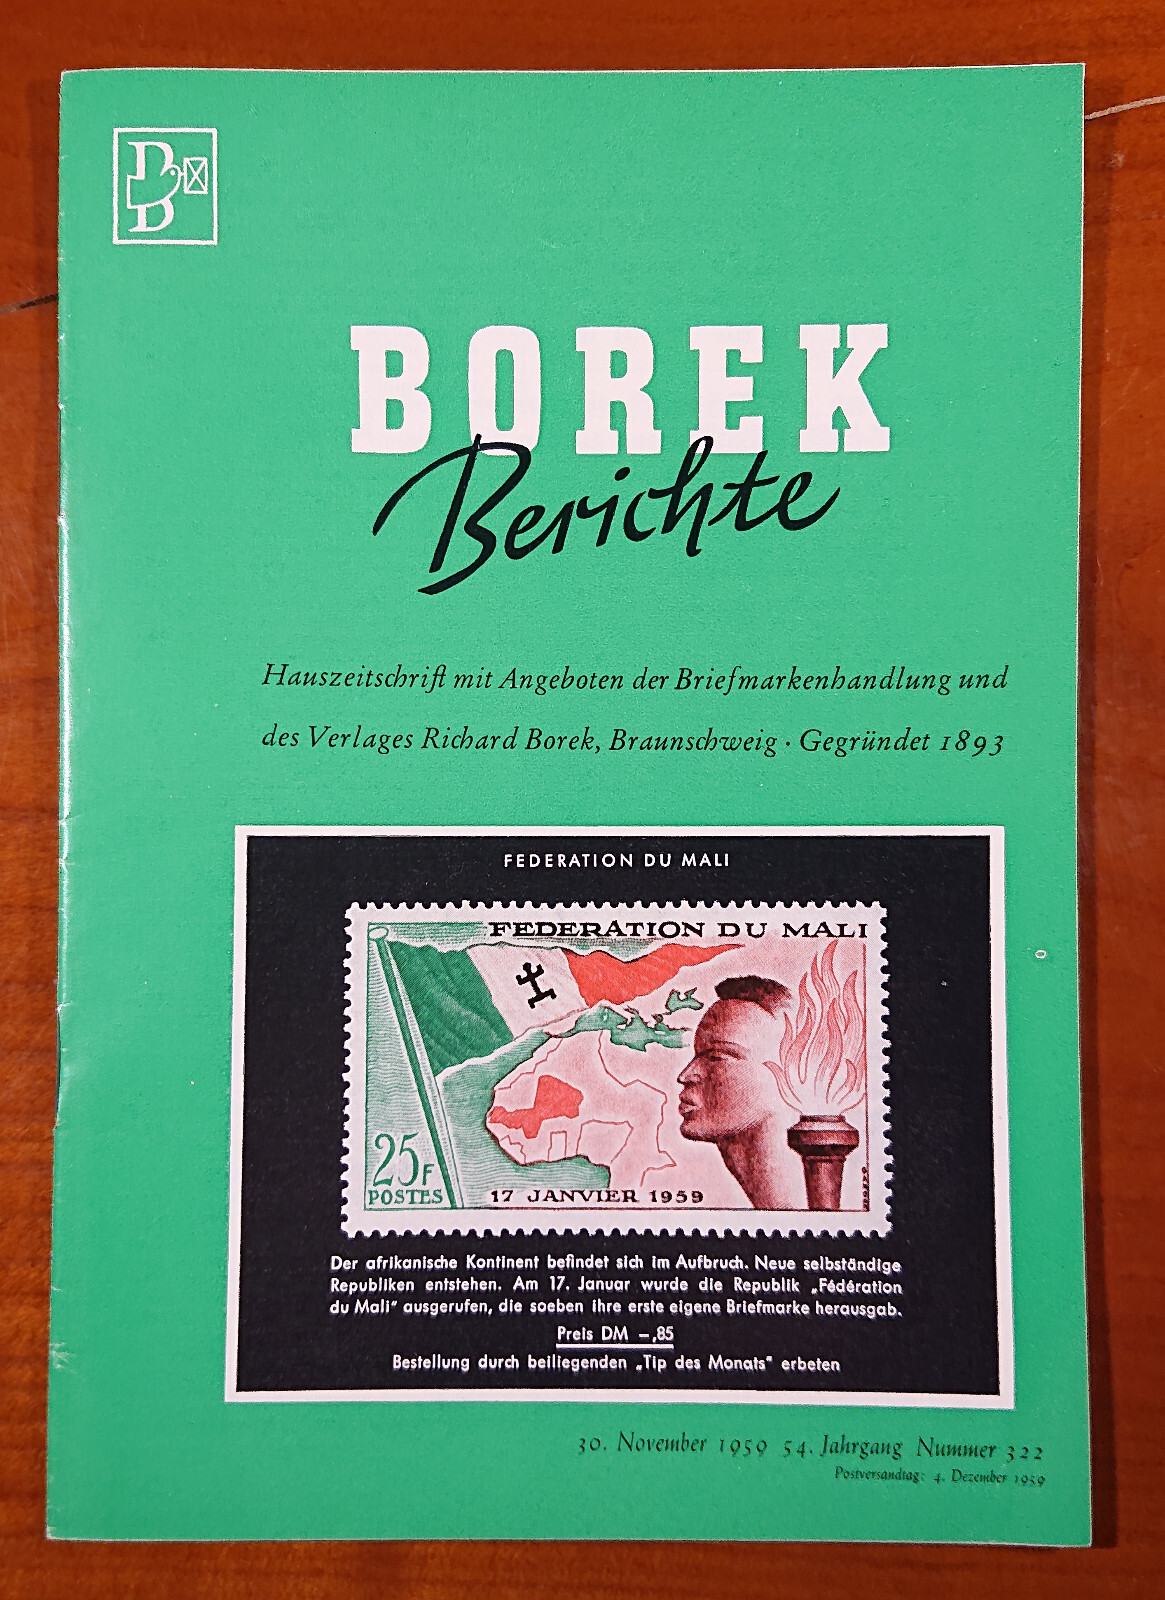 BOREK
Berichte
Hauszeitschrift mit Angeboten der Briefmarkenhandlung und
des Verlages Richard Borek, Braunschweig · Gegründet 1893
FEDERATION DU MALI
FEDERATION DU MALI
25F
POSTES
17 JANVIER 1959
Der afrikanische Kontinent befindet sich im Aufbruch. Neue selbständige
Republiken entstehen. Am 17. Januar wurde die Republik „Fédération
du Mali" ausgerufen, die soeben ihre erste eigene Briefmarke herausgab.
Preis DM –,85
Bestellung durch beiliegenden „Tip des Monats" erbeten
30. November 1959 54. Jahrgang Nummer 322
Postversandtag: 4. Dezember 1959